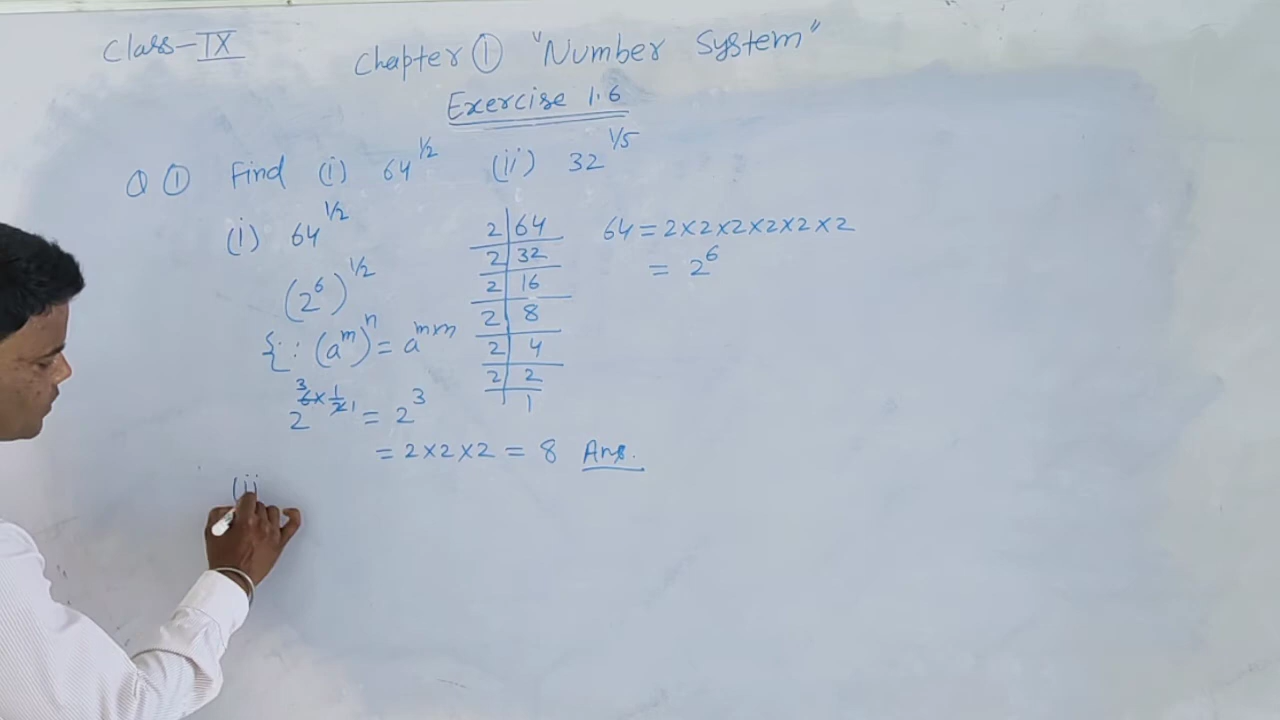 Class-IX
Chapter ① "Number System"
Exercise 1.6
Q ① Find (i) 64^1/2 (ii) 32^1/5
(i) 64^1/2
(2^6)^1/2
{∵ (a^m)^n = a^mxn
2^6×1/2 = 2^3
3 1
= 2×2×2 = 8 Ans.
2|64
2|32
2|16
2|8
2|4
2|2
1
64 = 2×2×2×2×2×2
= 2^6
(ii